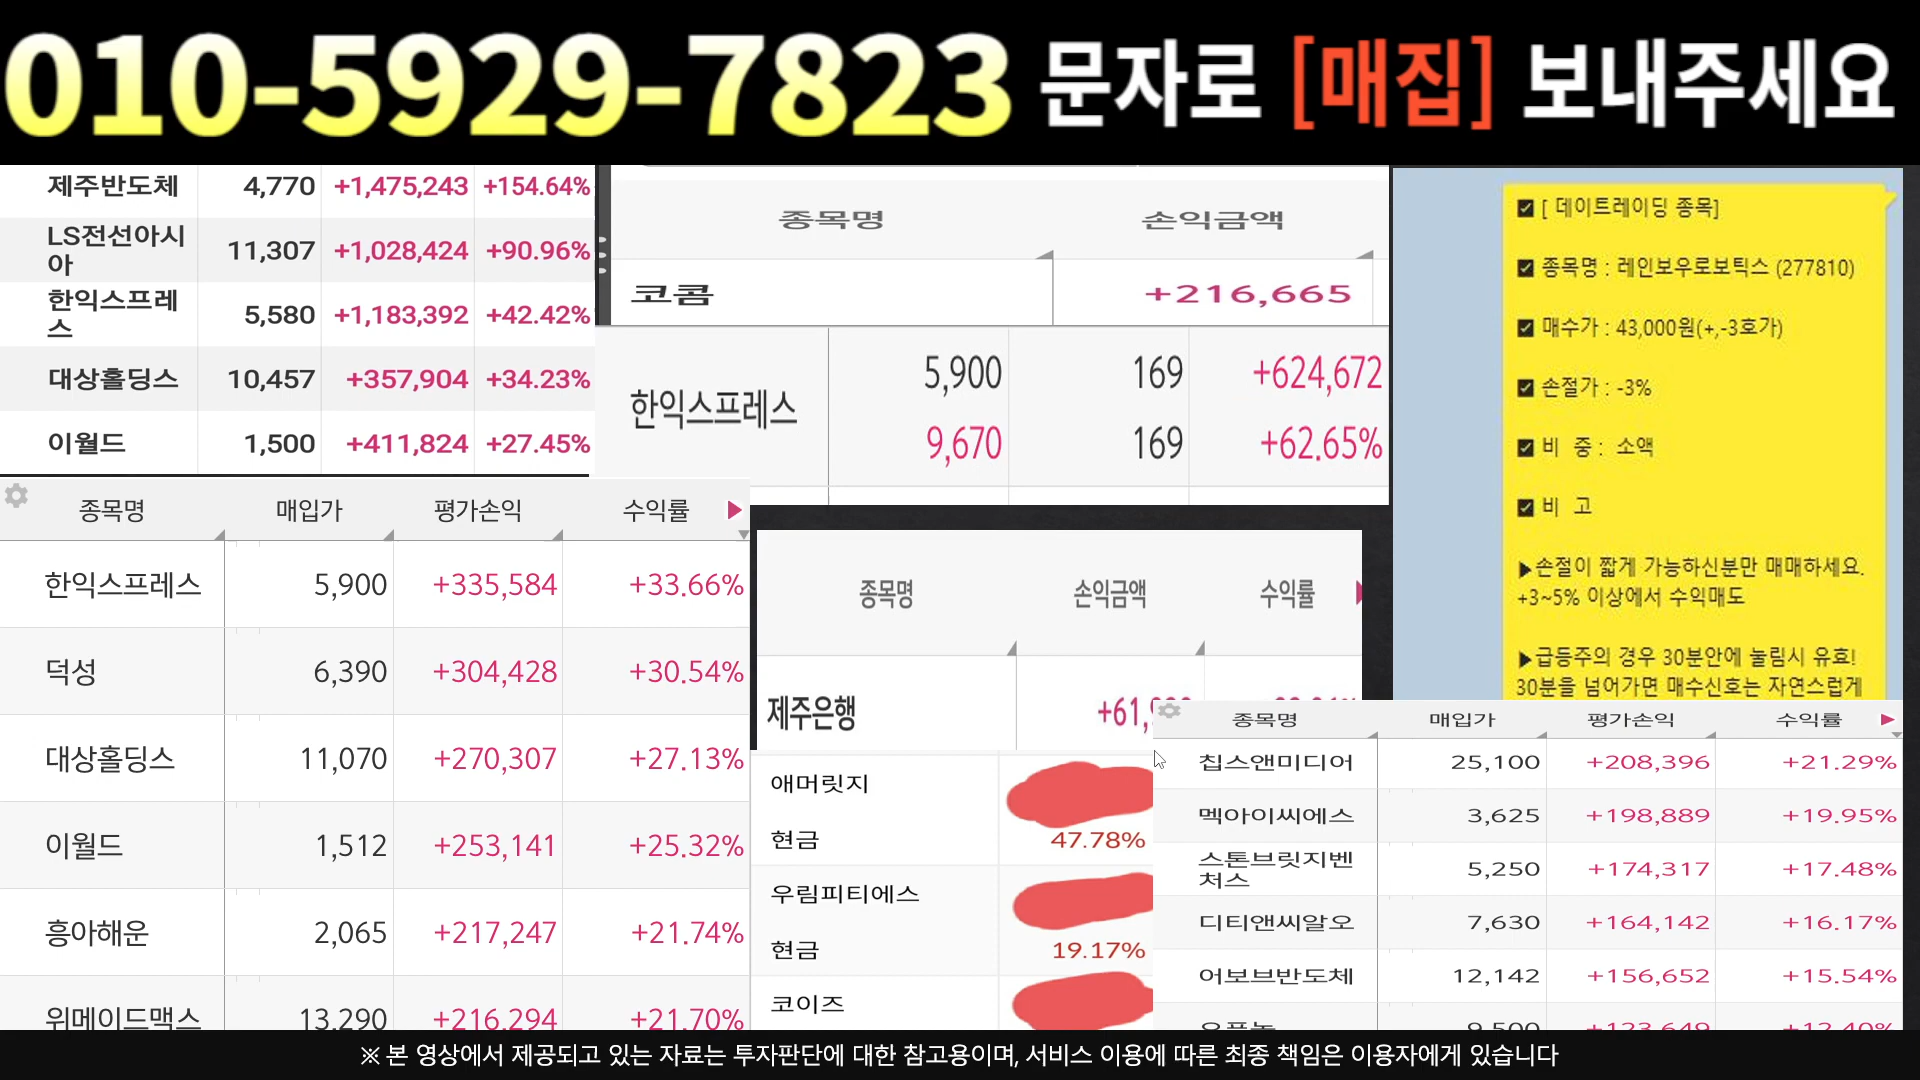 010-5929-7823 문자로 [매집] 보내주세요
제주반도체 4,770 +1,475,243 +154.64%
LS전선아시아 11,307 +1,028,424 +90.96%
한익스프레스 5,580 +1,183,392 +42.42%
대상홀딩스 10,457 +357,904 +34.23%
이월드 1,500 +411,824 +27.45%
종목명 손익금액
코콤 +216,665
한익스프레스 5,900 169 +624,672
9,670 169 +62.65%
☑ [ 데이트레이딩 종목]
☑ 종목명 : 레인보우로보틱스 (277810)
☑ 매수가 : 43,000원(+,-3호가)
☑ 손절가 : -3%
☑ 비 중 : 소액
☑ 비 고
▶손절이 짧게 가능하신분만 매매하세요.
+3~5% 이상에서 수익매도
▶급등주의 경우 30분안에 눌림시 유효!
30분을 넘어가면 매수신호는 자연스럽게
종목명 매입가 평가손익 수익률
한익스프레스 5,900 +335,584 +33.66%
덕성 6,390 +304,428 +30.54%
대상홀딩스 11,070 +270,307 +27.13%
이월드 1,512 +253,141 +25.32%
흥아해운 2,065 +217,247 +21.74%
위메이드맥스 13,290 +216,294 +21.70%
종목명 손익금액 수익률
제주은행
애머릿지
현금 47.78%
우림피티에스
현금 19.17%
코이즈
종목명 매입가 평가손익 수익률
칩스앤미디어 25,100 +208,396 +21.29%
멕아이씨에스 3,625 +198,889 +19.95%
스톤브릿지벤처스 5,250 +174,317 +17.48%
디티앤씨알오 7,630 +164,142 +16.17%
어보브반도체 12,142 +156,652 +15.54%
※ 본 영상에서 제공되고 있는 자료는 투자판단에 대한 참고용이며, 서비스 이용에 따른 최종 책임은 이용자에게 있습니다